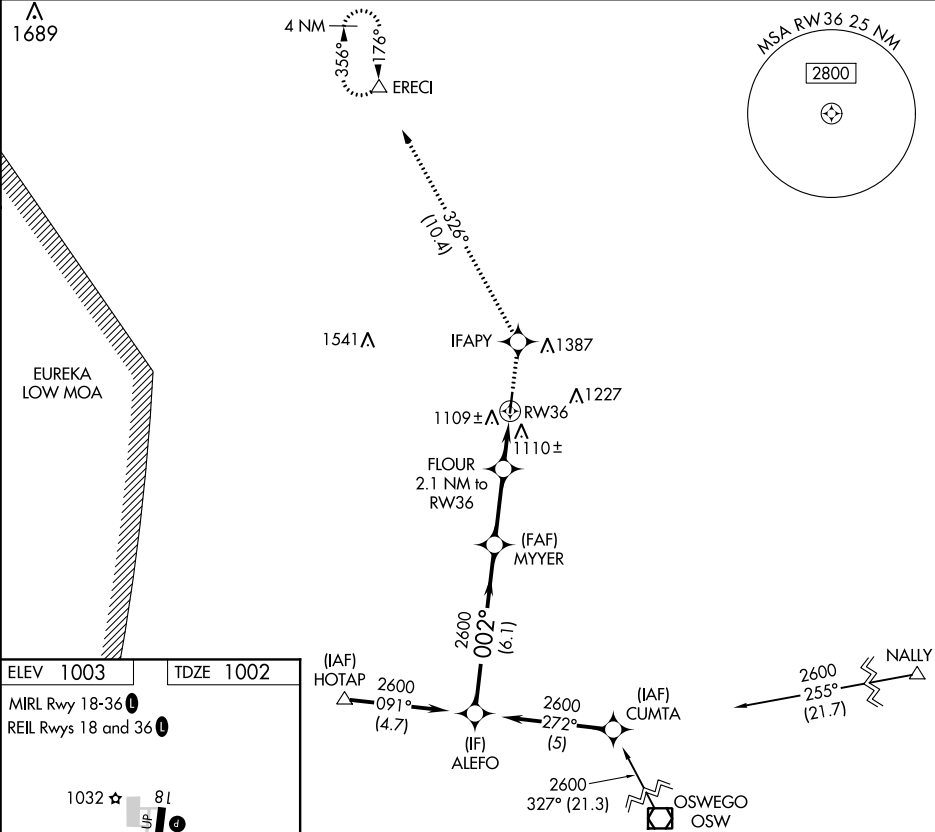 1689
4 NM
356°
176°
ERECI
MSA RW36 25 NM
2800
326°
(10.4)
1541
IFAPY
1387
EUREKA
LOW MOA
1227
1109±
RW36
1110±
FLOUR
2.1 NM to
RW36
(FAF)
MYYER
2600
002°
(6.1)
ELEV 1003
TDZE 1002
MIRL Rwy 18-36 L
REIL Rwys 18 and 36 L
(IAF)
HOTAP
2600
091°
(4.7)
(IF)
ALEFO
2600
272°
(5)
(IAF)
CUMTA
NALLY
2600
255°
(21.7)
2600
327° (21.3)
OSWEGO
OSW
1032
18
UP
P